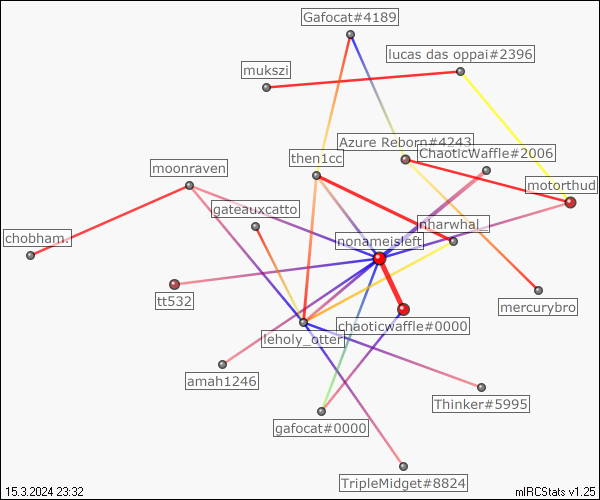 Gafocat#4189
lucas das oppai#2396
mukszi
Azure Reborn#4243
ChaoticWaffle#2006
then1cc
moonraven
motorthud
gateauxcatto
nharwhal_
chobham.
nonameisleft
tt532
mercurybro
chaoticwaffle#0000
leholy_otter
amah1246
Thinker#5995
gafocat#0000
TripleMidget#8824
15.3.2024 23:32
mIRCStats v1.25